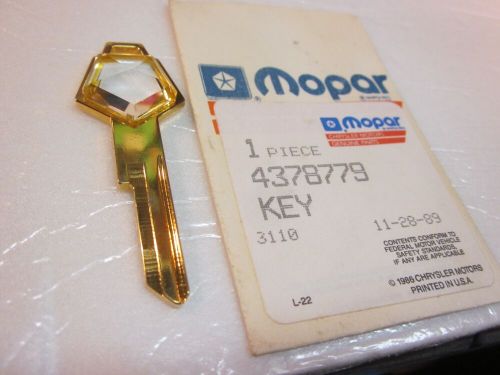 Mopar
Mopar
CHRYSLER MOTORS
GENUINE PARTS
1 PIECE
4378779
KEY
3110
11-28-89
CONTENTS CONFORM TO
FEDERAL MOTOR VEHICLE
SAFETY STANDARDS,
IF ANY ARE APPLICABLE
© 1986 CHRYSLER MOTORS
PRINTED IN U.S.A.
L-22